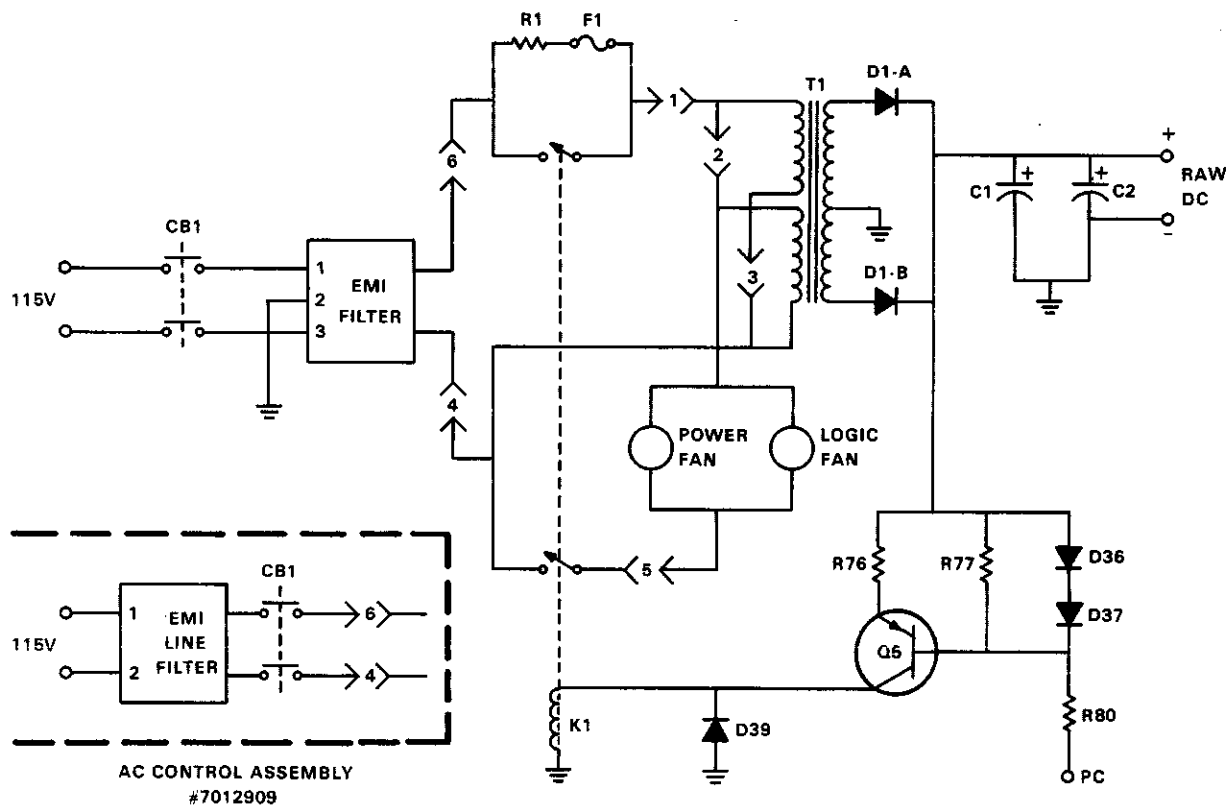 R1
F1
T1
D1-A
1
2
6
+
RAW
DC
-
C1
+
C2
+
CB1
115V
1
2
3
EMI
FILTER
3
D1-B
4
POWER
FAN
LOGIC
FAN
5
R76
R77
D36
D37
Q5
R80
PC
K1
D39
115V
1
2
EMI
LINE
FILTER
CB1
6
4
AC CONTROL ASSEMBLY
#7012909